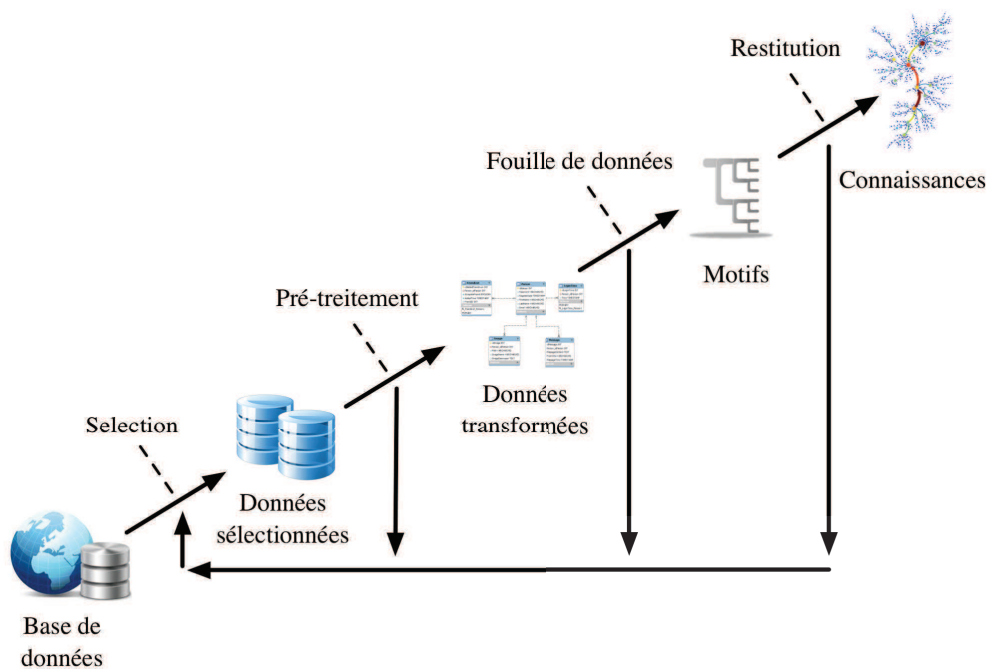 Restitution
Connaissances
Fouille de données
Motifs
Pré-treitement
Données
transformées
Selection
Données
sélectionnées
Base de
données